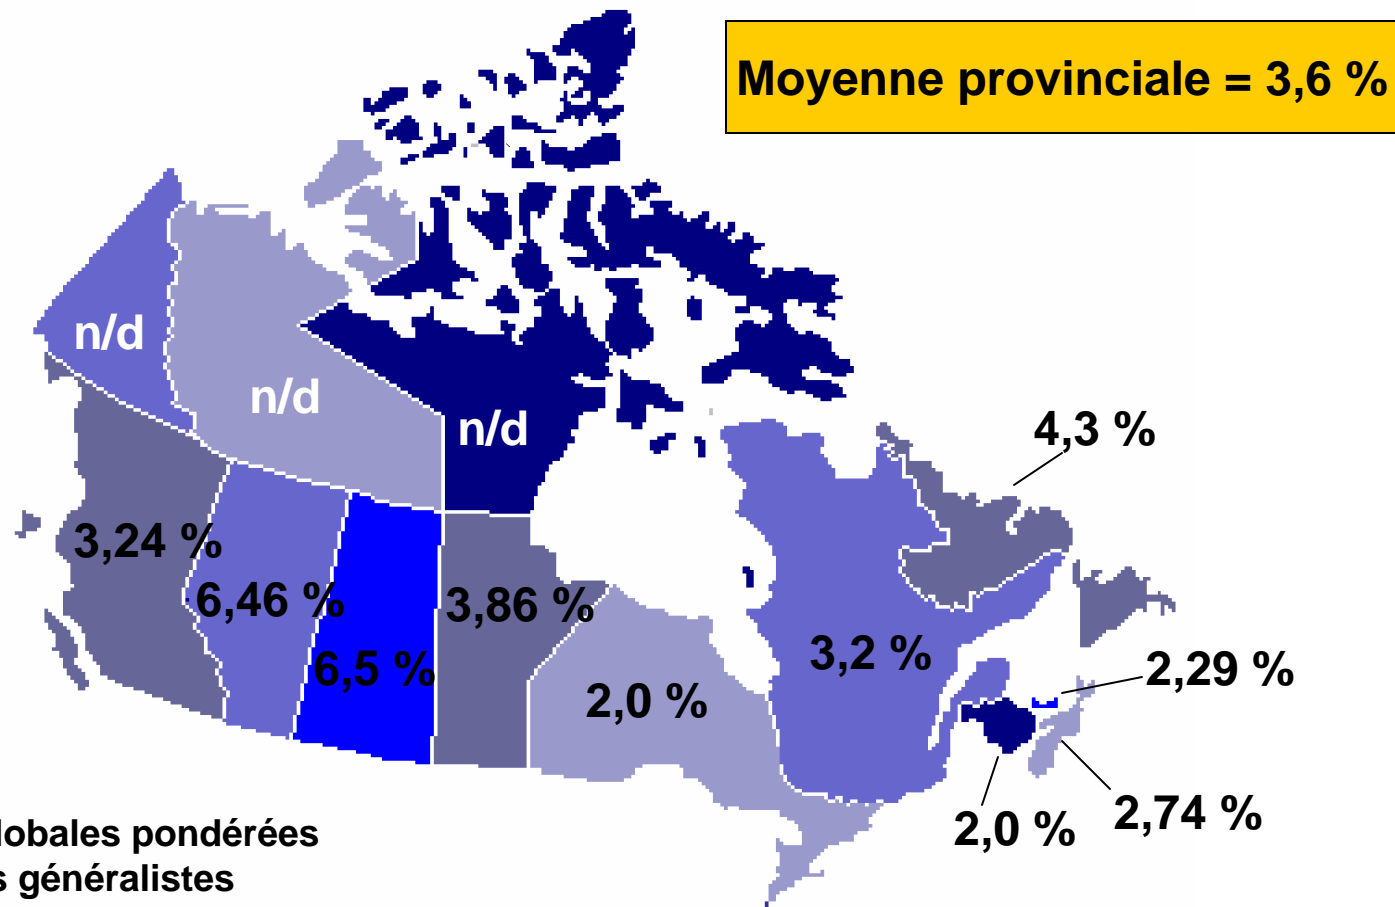 Moyenne provinciale = 3,6 %
n/d
n/d
n/d
4,3 %
3,24 %
6,46 %
3,86 %
6,5 %
3,2 %
2,29 %
2,0 %
2,74 %
2,0 %
lobales pondérées
s généralistes